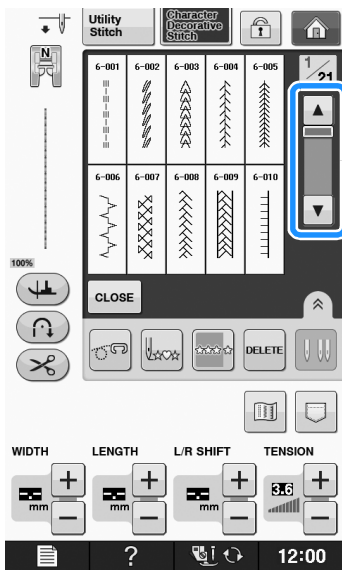 Utility
Stitch
Character
Decorative
Stitch
N
1/21
6-001 6-002 6-003 6-004 6-005
6-006 6-007 6-008 6-009 6-010
100%
CLOSE
DELETE
WIDTH LENGTH L/R SHIFT TENSION
mm mm mm 3.6
? 12:00